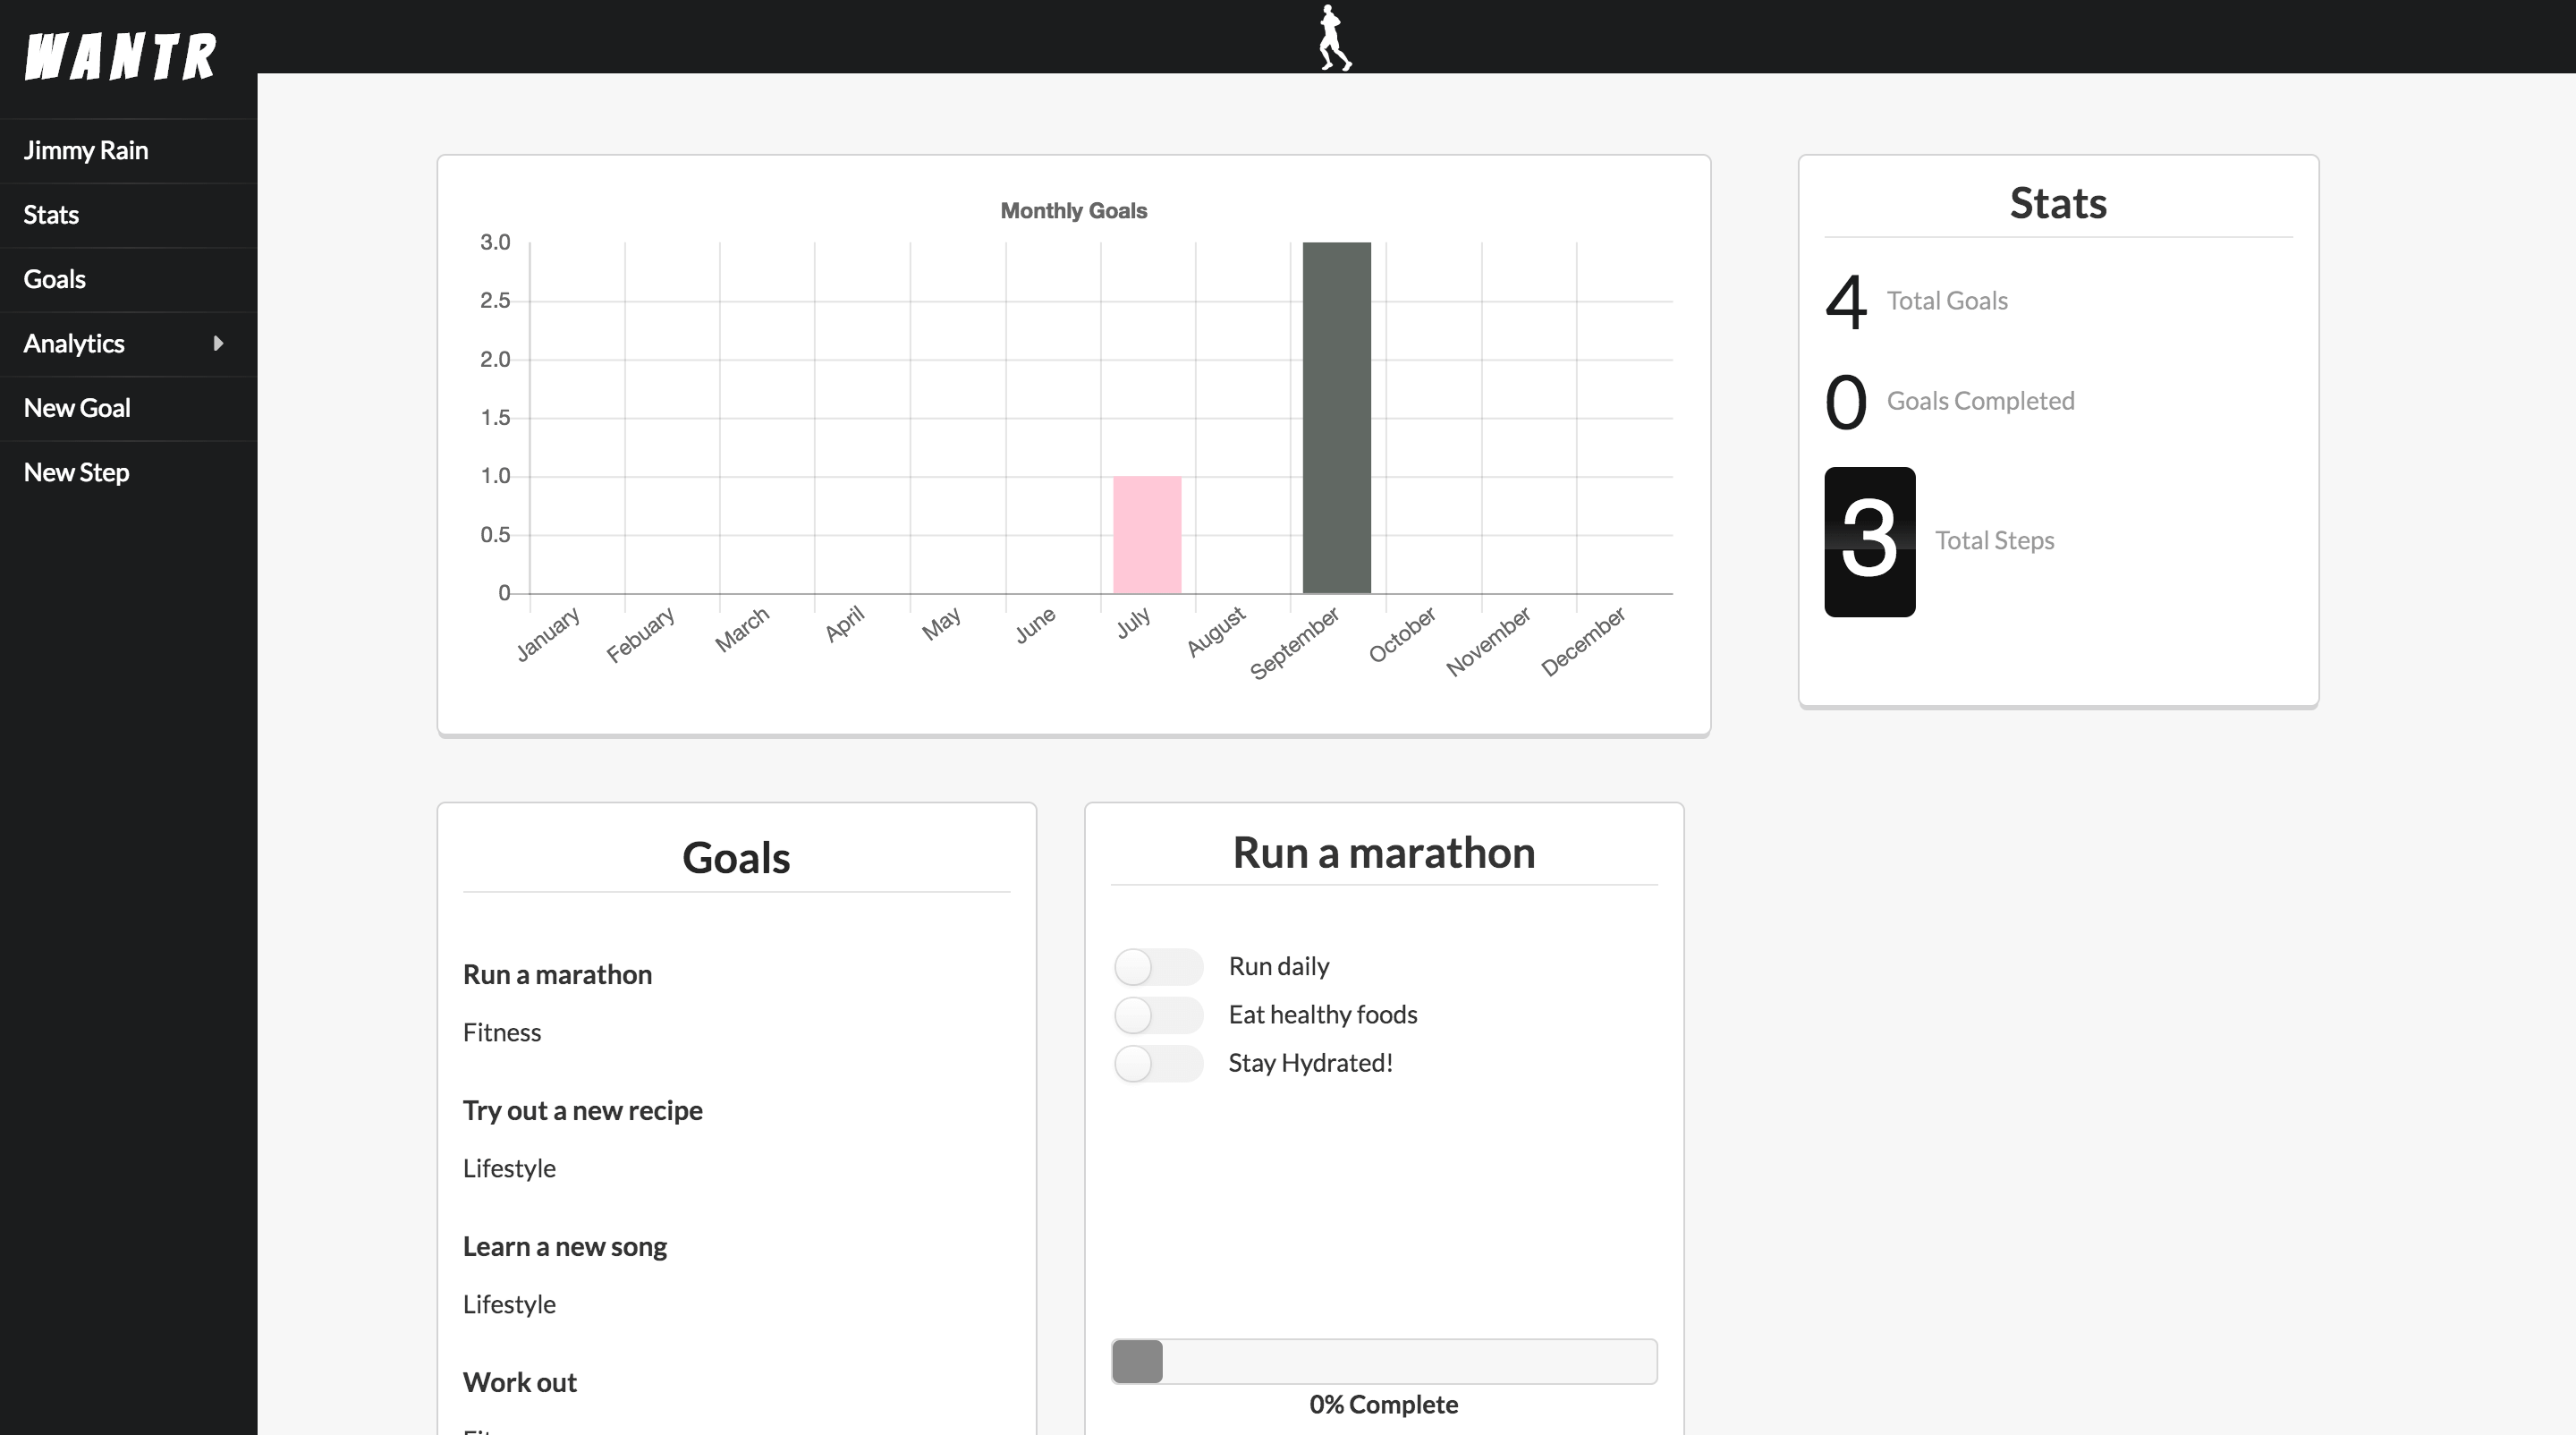 WANTR
Jimmy Rain
Stats
Goals
Analytics
New Goal
New Step
Monthly Goals
3.0
2.5
2.0
1.5
1.0
0.5
0
January
Febuary
March
April
May
June
July
August
September
October
November
December
Stats
4 Total Goals
0 Goals Completed
3 Total Steps
Goals
Run a marathon
Fitness
Try out a new recipe
Lifestyle
Learn a new song
Lifestyle
Work out
Run a marathon
Run daily
Eat healthy foods
Stay Hydrated!
0% Complete